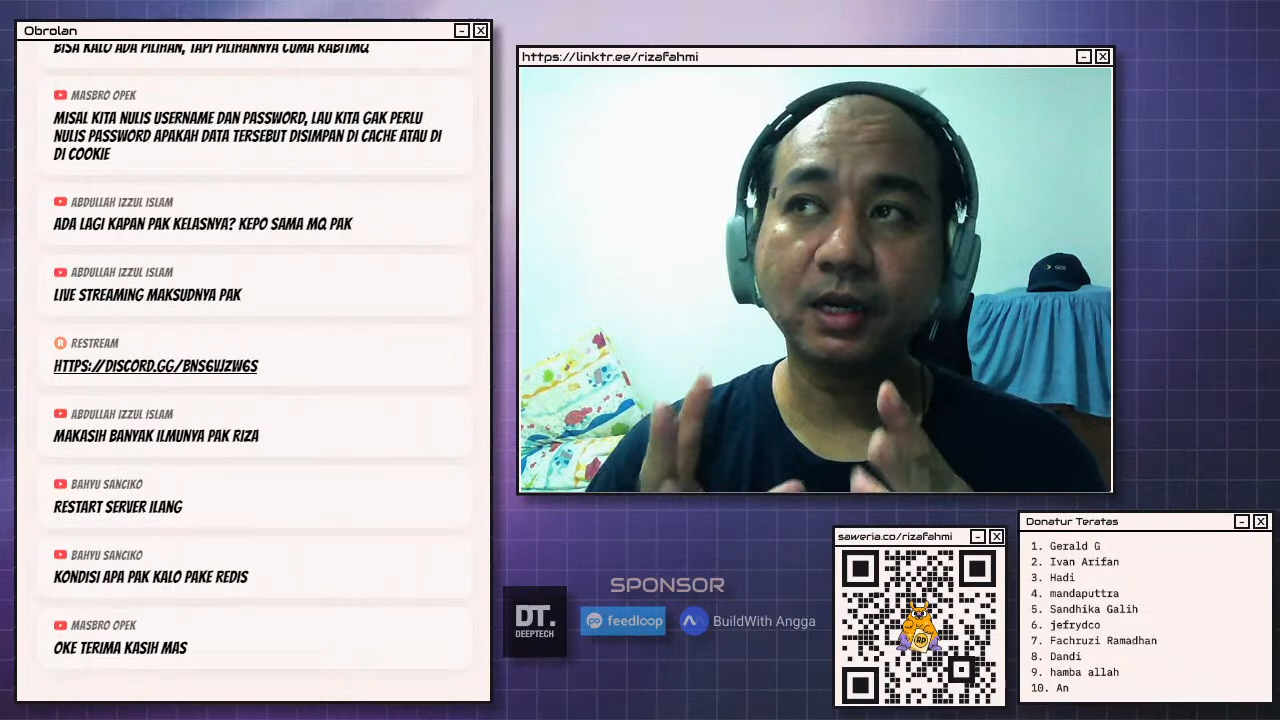 Obrolan
BISA KALO ADA PILIHAN, TAPI PILIHANNYA CUMA RABITMQ
MASBRO OPEK
MISAL KITA NULIS USERNAME DAN PASSWORD, LAU KITA GAK PERLU
NULIS PASSWORD APAKAH DATA TERSEBUT DISIMPAN DI CACHE ATAU DI
DI COOKIE
ABDULLAH IZZUL ISLAM
ADA LAGI KAPAN PAK KELASNYA? KEPO SAMA MQ PAK
ABDULLAH IZZUL ISLAM
LIVE STREAMING MAKSUDNYA PAK
RESTREAM
HTTPS://DISCORD.GG/BNS6VJZW6S
ABDULLAH IZZUL ISLAM
MAKASIH BANYAK ILMUNYA PAK RIZA
BAHYU SANCIKO
RESTART SERVER ILANG
BAHYU SANCIKO
KONDISI APA PAK KALO PAKE REDIS
MASBRO OPEK
OKE TERIMA KASIH MAS
https://linktr.ee/rizafahmi
SPONSOR
DT.
DEEPTECH
feedloop
BuildWith Angga
saweria.co/rizafahmi
RP
Donatur Teratas
1. Gerald G
2. Ivan Arifan
3. Hadi
4. mandaputtra
5. Sandhika Galih
6. jefrydco
7. Fachruzi Ramadhan
8. Dandi
9. hamba allah
10. An